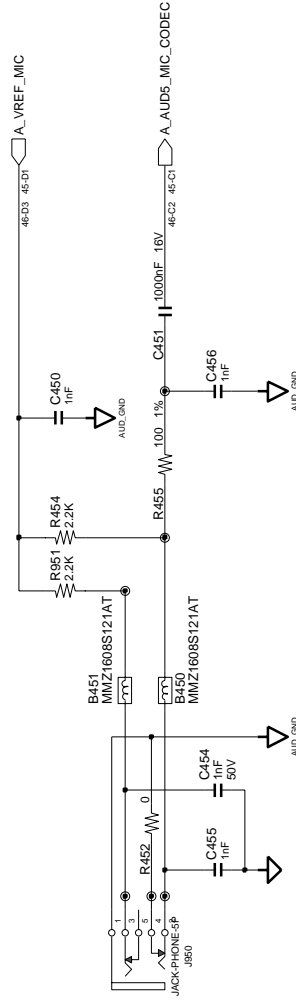 A_VREF_MIC
46-D3 45-D1
C450
1nF
AUD_GND
R454
2.2K
R951
2.2K
B451
MMZ1608S121AT
B450
MMZ1608S121AT
A_AUD5_MIC_CODEC
46-C2 45-C1
1000nF 16V
C451
C456
1nF
AUD_GND
100 1%
R455
R452
0
C454
1nF
50V
C455
1nF
AUD_GND
1
3
5
4
2
JACK-PHONE-5P
J950